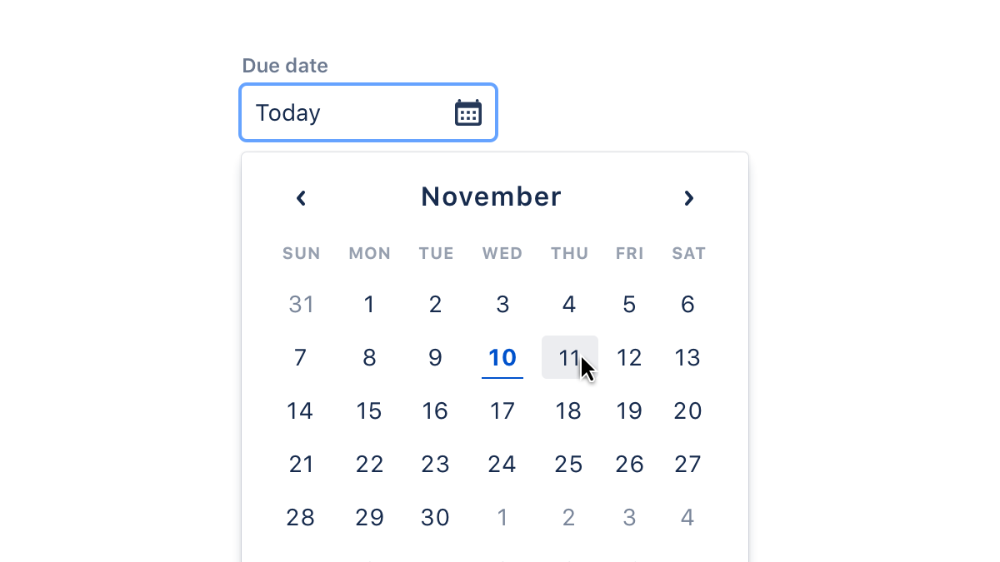 Due date
Today
November
SUN MON TUE WED THU FRI SAT
31 1 2 3 4 5 6
7 8 9 10 11 12 13
14 15 16 17 18 19 20
21 22 23 24 25 26 27
28 29 30 1 2 3 4